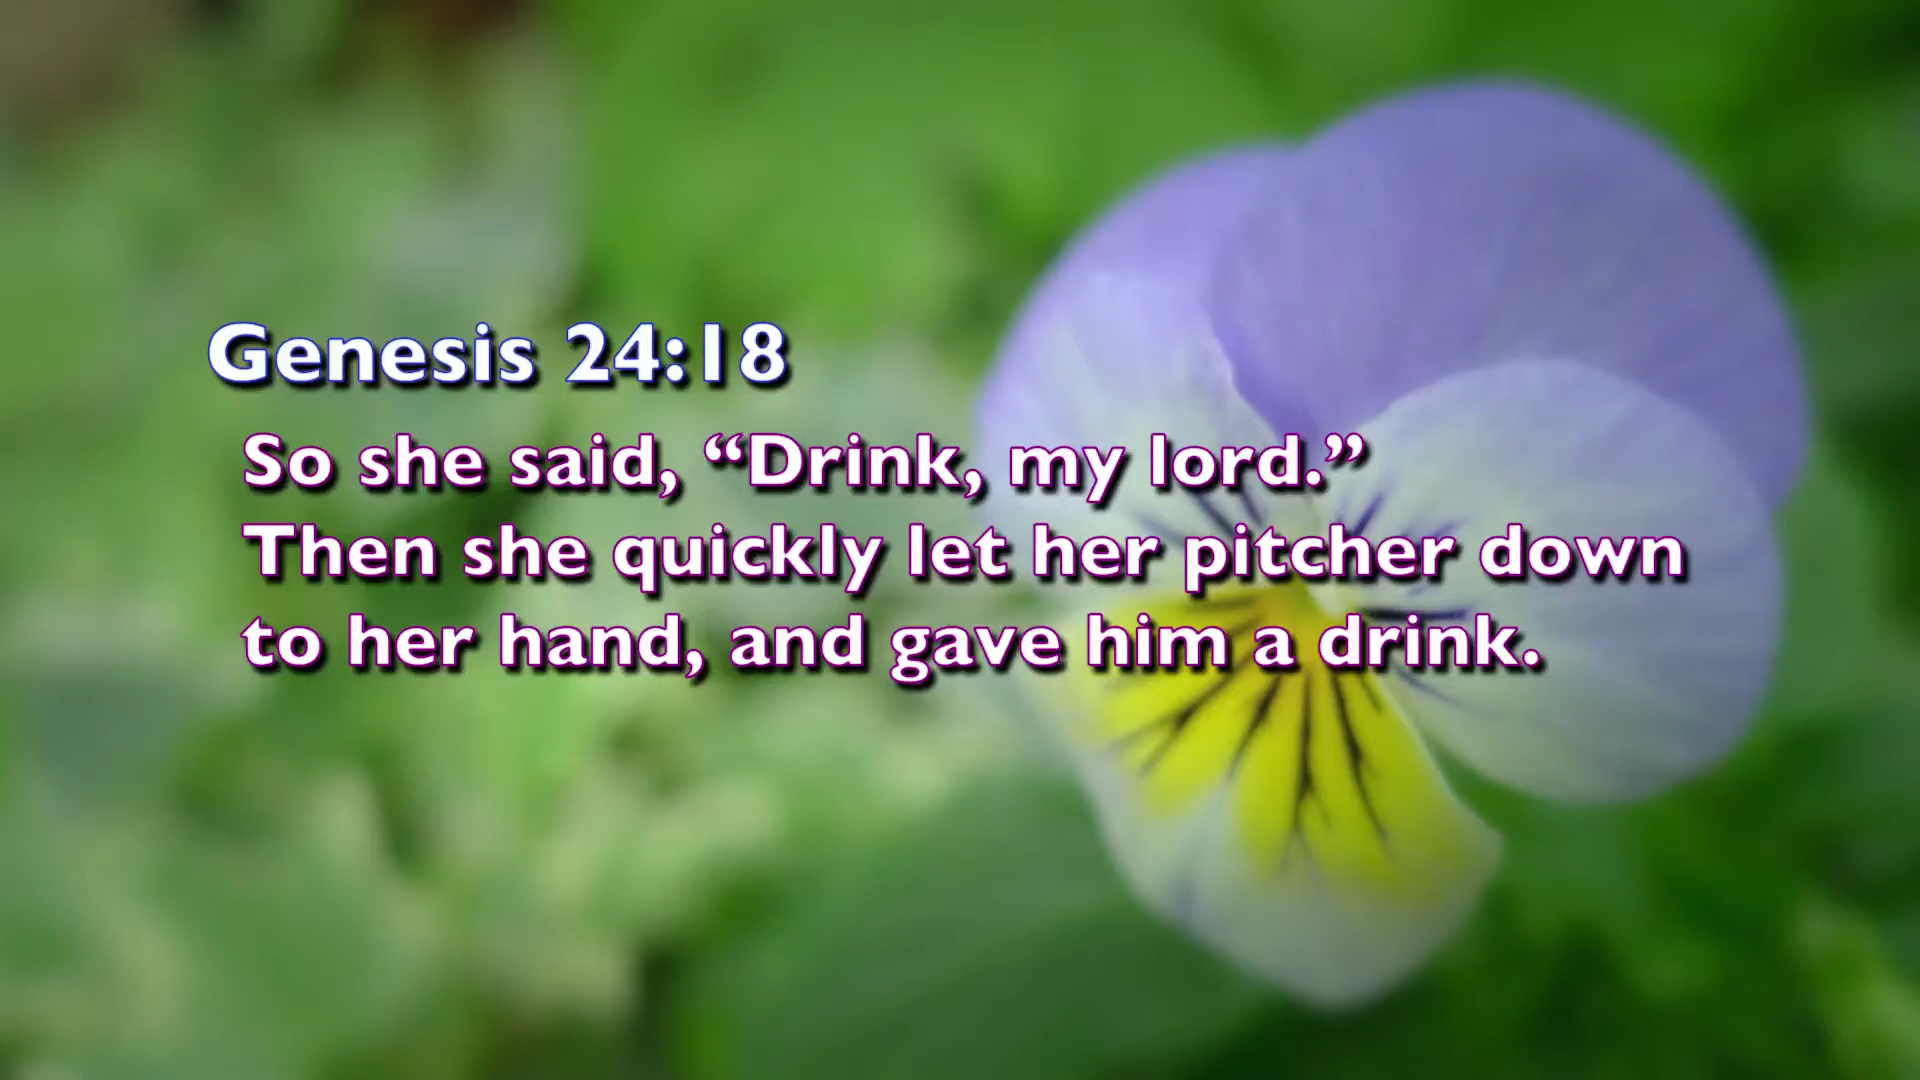 Genesis 24:18
So she said, “Drink, my lord.”
Then she quickly let her pitcher down
to her hand, and gave him a drink.